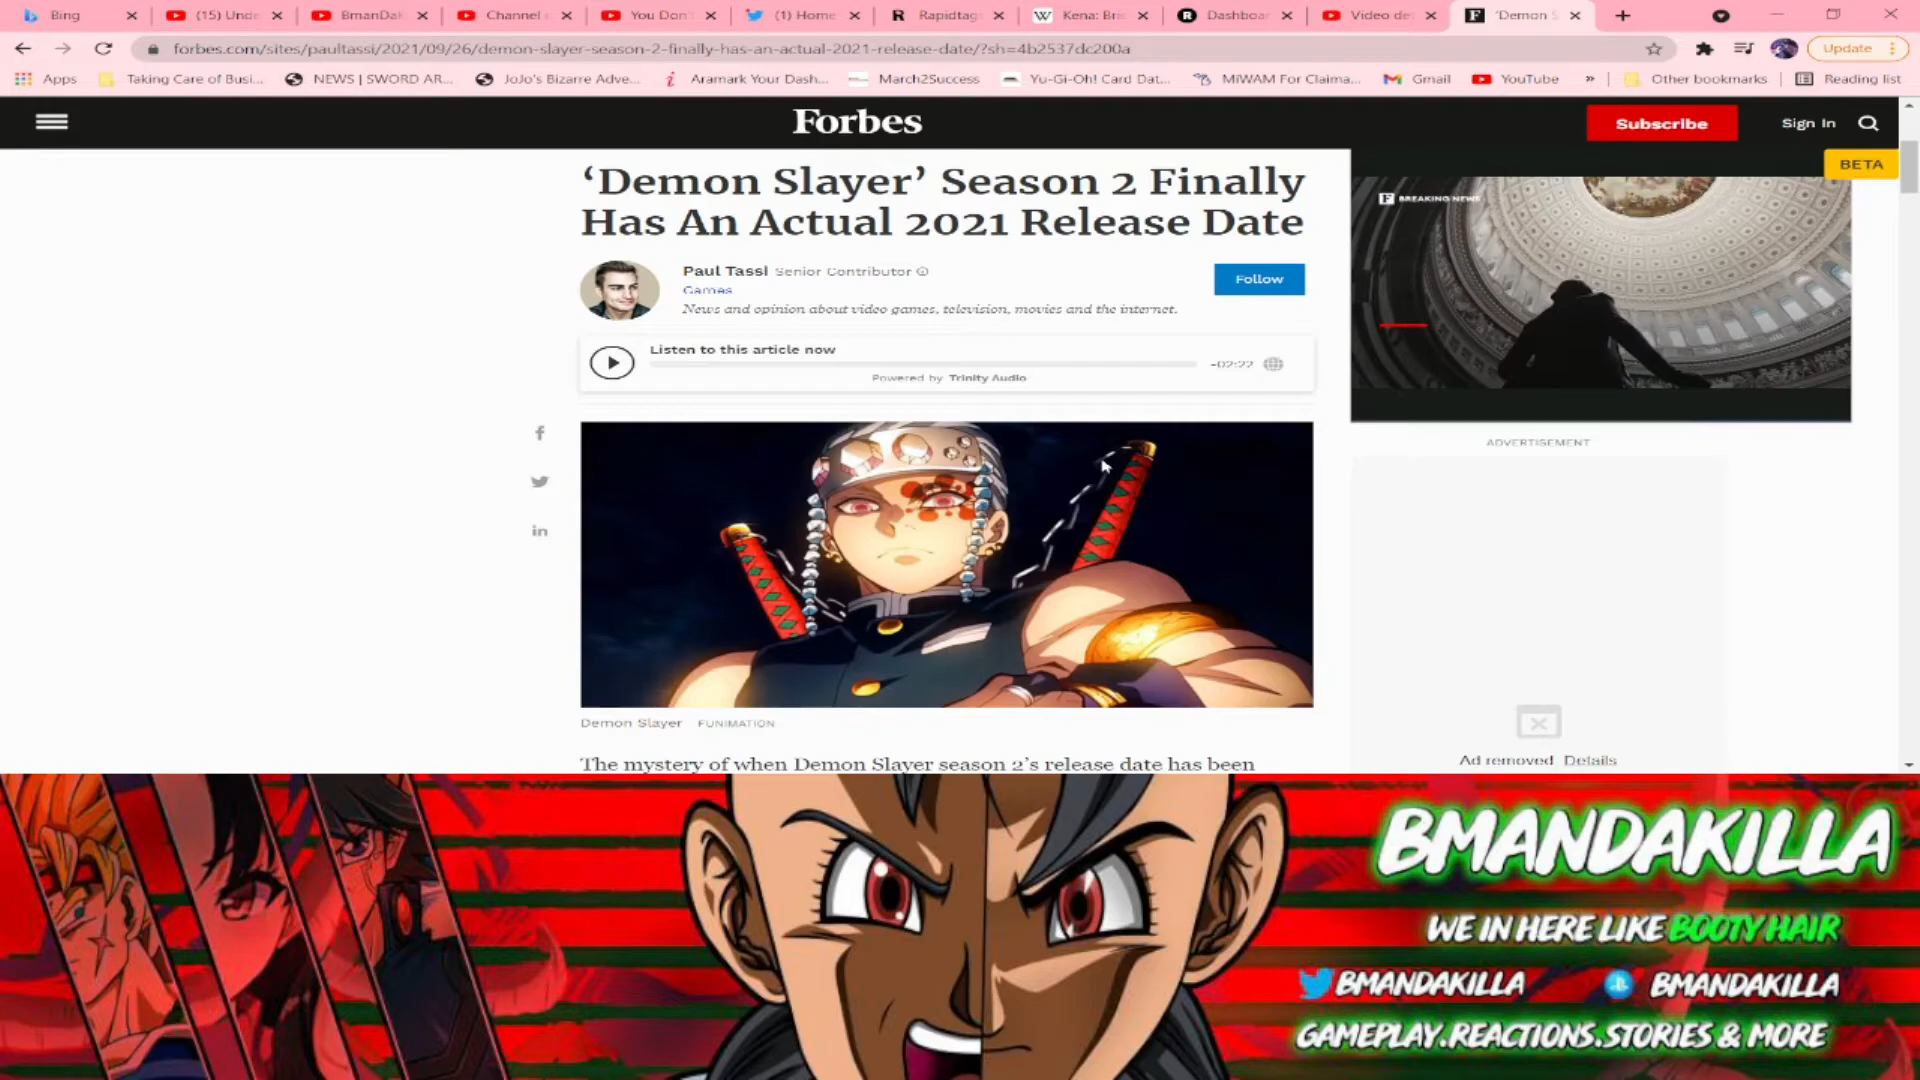 Bing
(15) Unde
BmanDaK
Channel c
You Don'
(1) Home
Rapidtag
Kena: Bri
Dashboar
Video de
'Demon S
forbes.com/sites/paultassi/2021/09/26/demon-slayer-season-2-finally-has-an-actual-2021-release-date/?sh=4b2537dc200a
Update
Apps
Taking Care of Busi...
NEWS | SWORD AR...
JoJo's Bizarre Adve...
Aramark Your Dash...
March2Success
Yu-Gi-Oh! Card Dat...
MiWAM For Claima...
Gmail
YouTube
»
Other bookmarks
Reading list
Forbes
Subscribe
Sign In
BETA
‘Demon Slayer’ Season 2 Finally
Has An Actual 2021 Release Date
Paul Tassi Senior Contributor
Games
News and opinion about video games, television, movies and the internet.
Follow
Listen to this article now
-02:22
Powered by Trinity Audio
F BREAKING NEWS
ADVERTISEMENT
Ad removed Details
Demon Slayer FUNIMATION
The mystery of when Demon Slayer season 2’s release date has been
BMANDAKILLA
WE IN HERE LIKE BOOTY HAIR
BMANDAKILLA BMANDAKILLA
GAMEPLAY.REACTIONS.STORIES & MORE